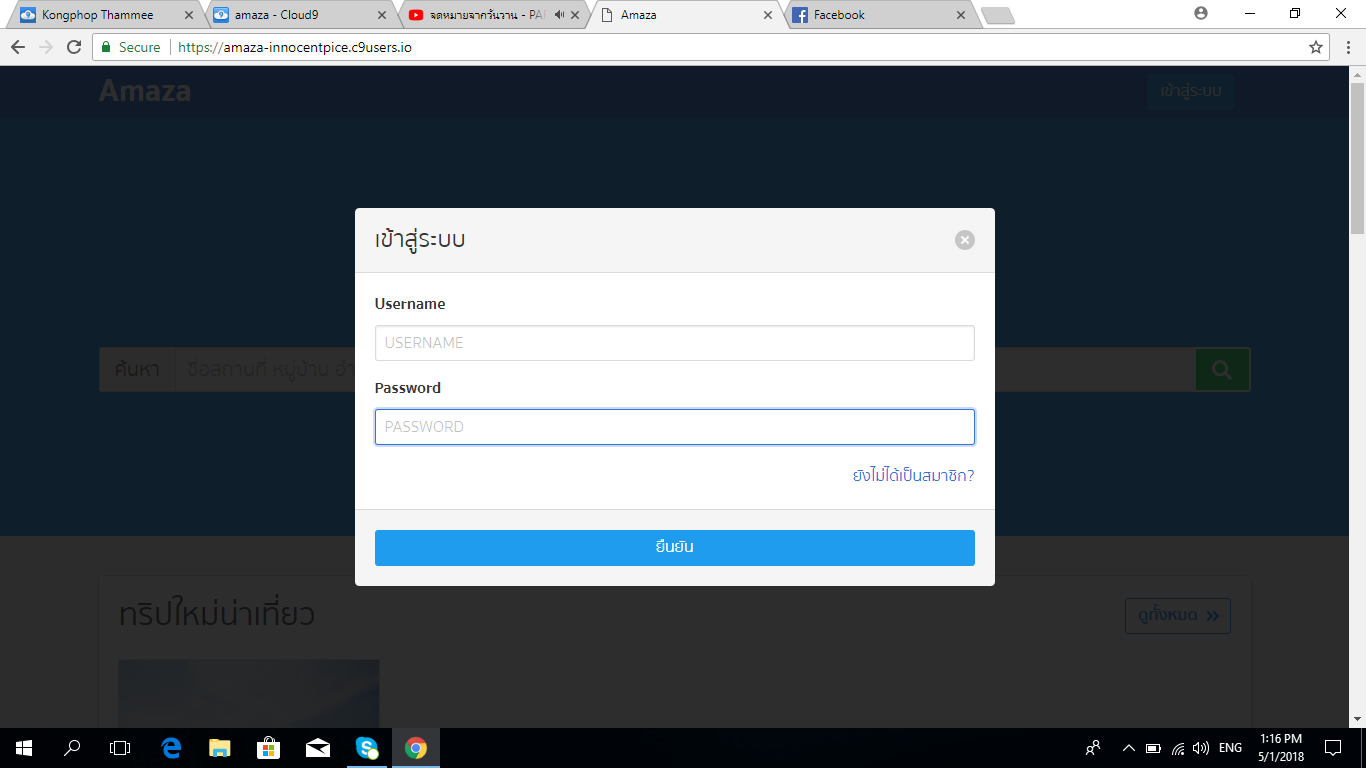 Kongphop Thammee
amaza - Cloud9
จดหมายจากวันวาน - PAI
Amaza
Facebook
Secure
https://amaza-innocentpice.c9users.io
Amaza
เข้าสู่ระบบ
เข้าสู่ระบบ
Username
USERNAME
ค้นหา
ชื่อสถานที่ หมู่บ้าน อำ
Password
PASSWORD
ยังไม่ได้เป็นสมาชิก?
ยืนยัน
ทริปใหม่น่าเที่ยว
ดูทั้งหมด
ENG
1:16 PM
5/1/2018